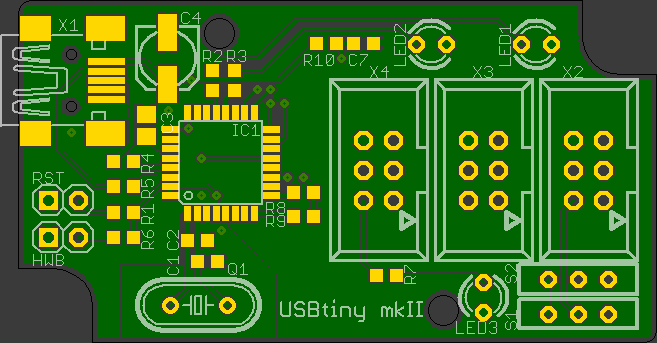 X1
C4
LED2
LED1
R2 R3
R10 C7
X4
X3
X2
C3
IC1
R4
RST
R5
R1
R8
R9
R6
C2
HWB
C1
Q1
R7
S2
USBtiny mkII
S1
LED3